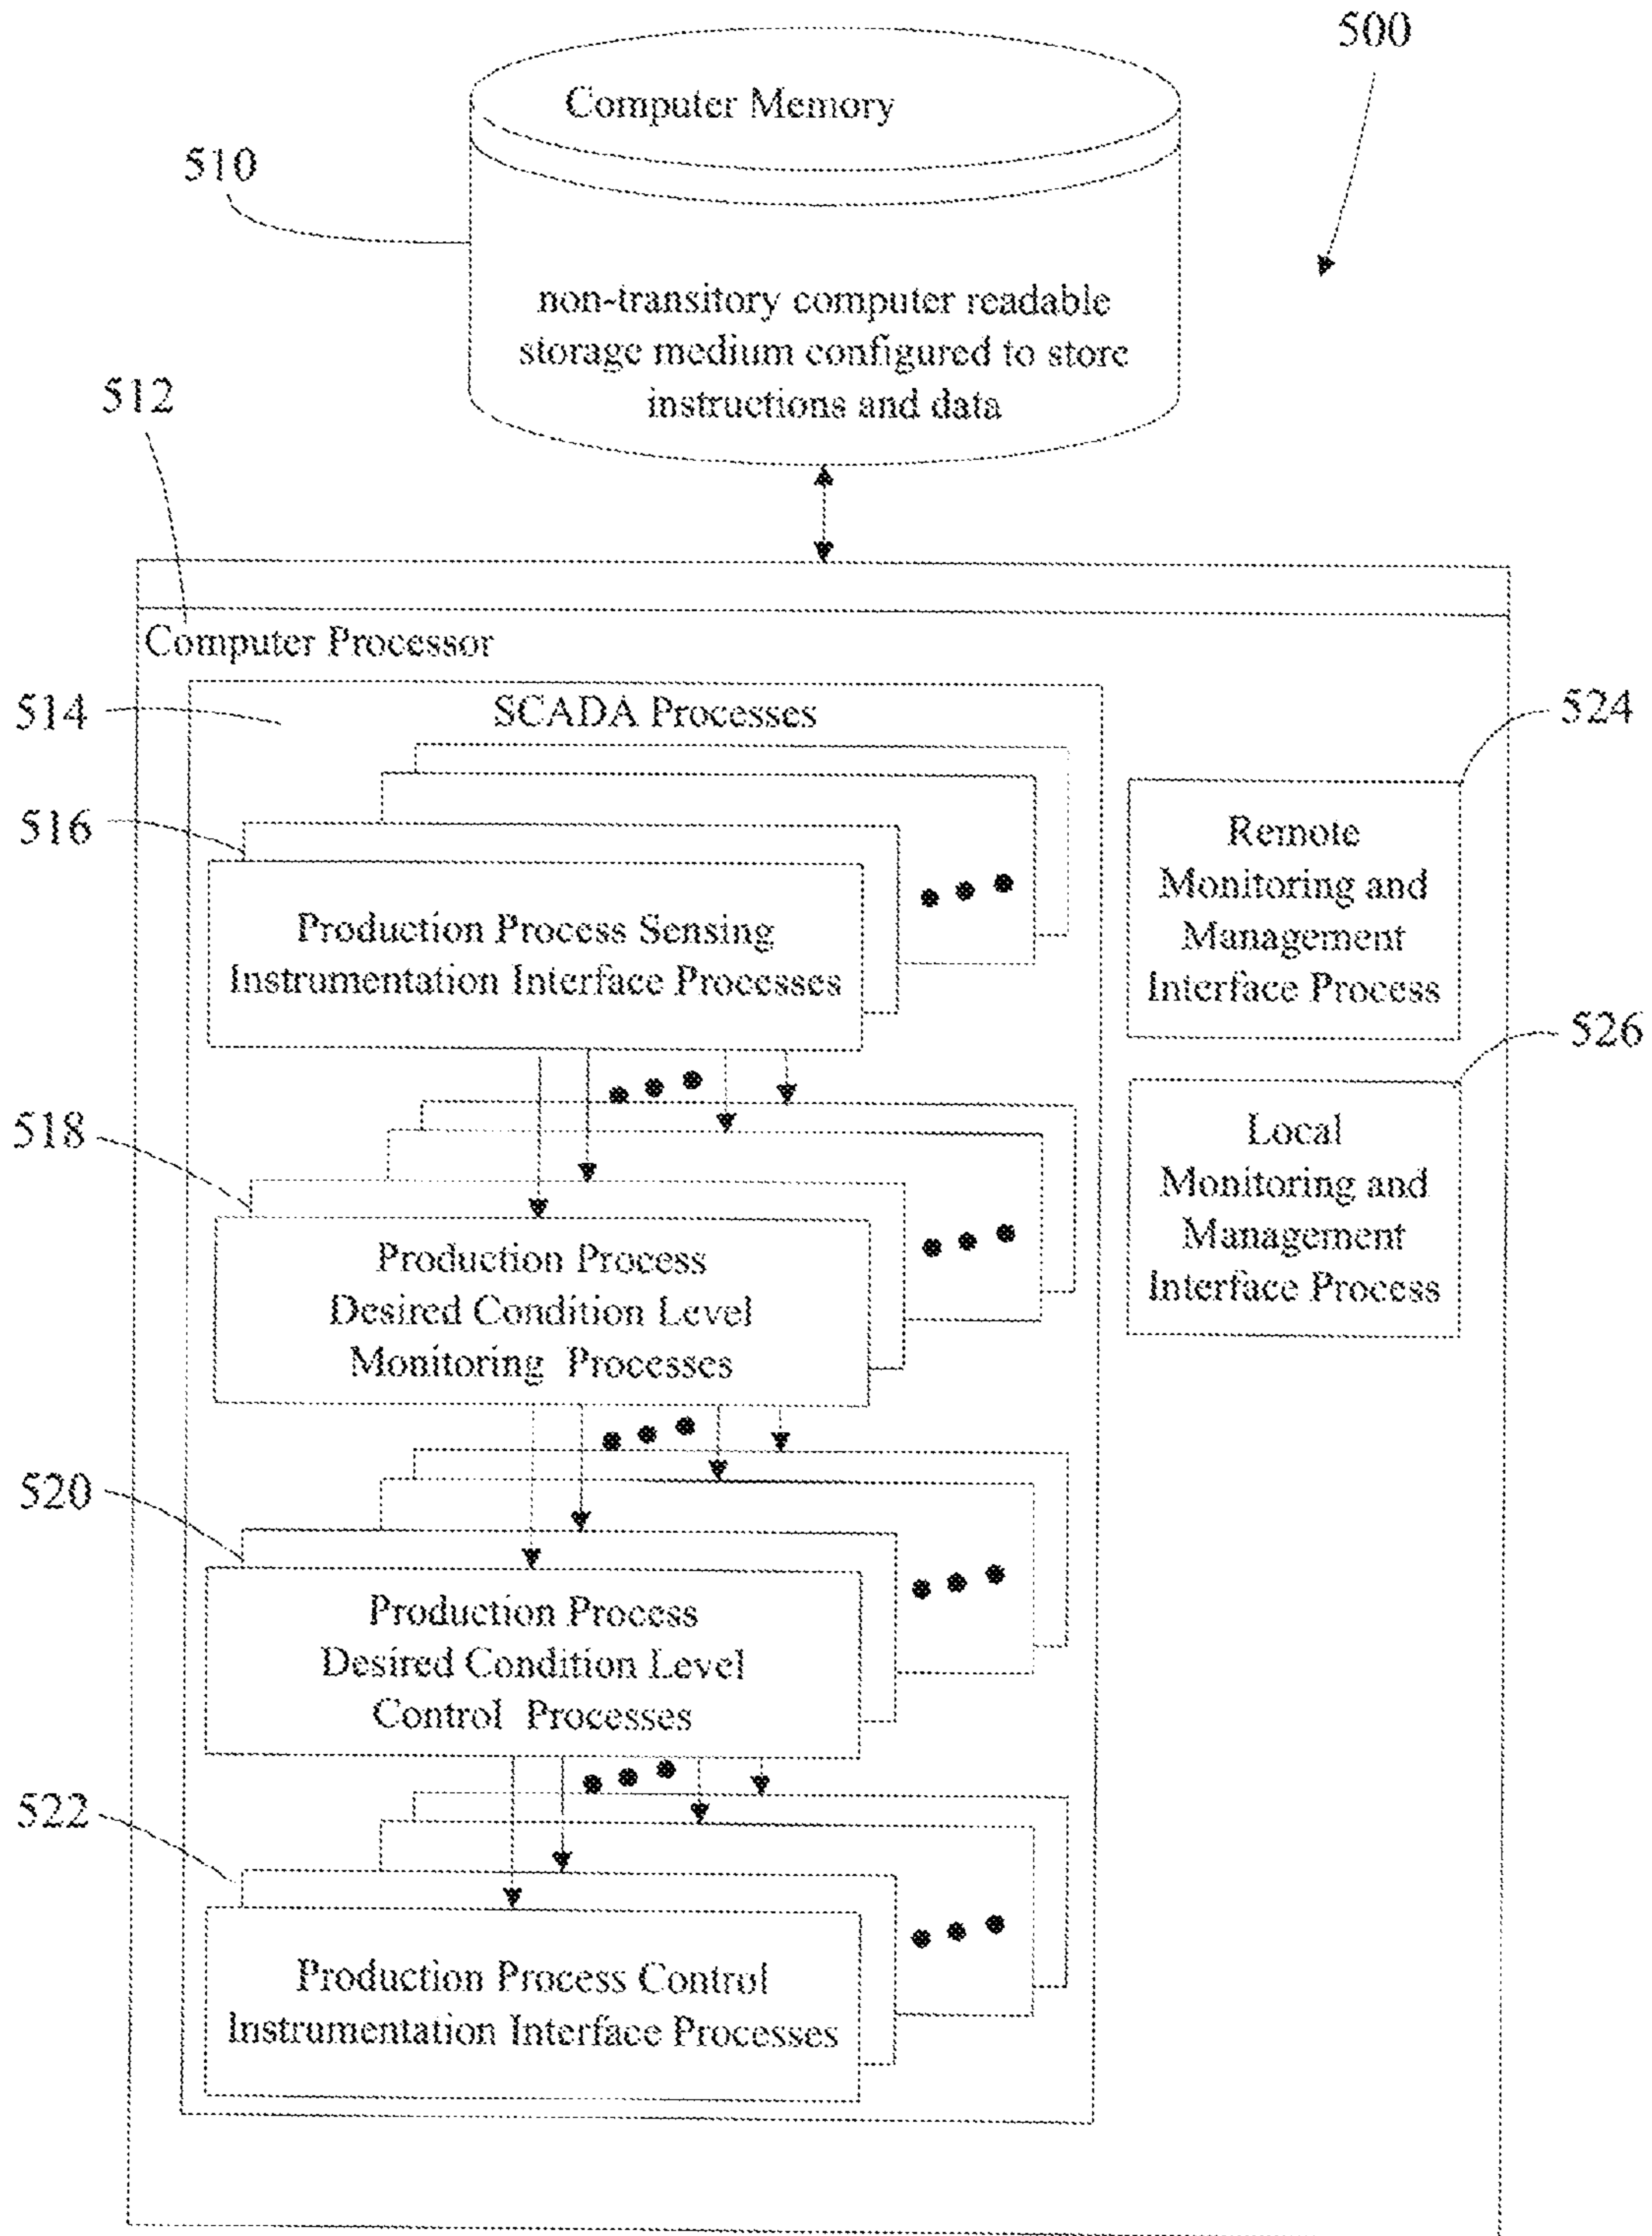 500
Computer Memory
510
non-transitory computer readable
storage medium configured to store
instructions and data
512
Computer Processor
514
SCADA Processes
524
516
Remote
Monitoring and
Management
Interface Process
Production Process Sensing
Instrumentation Interface Processes
526
518
Local
Monitoring and
Management
Interface Process
Production Process
Desired Condition Level
Monitoring Processes
520
Production Process
Desired Condition Level
Control Processes
522
Production Process Control
Instrumentation Interface Processes